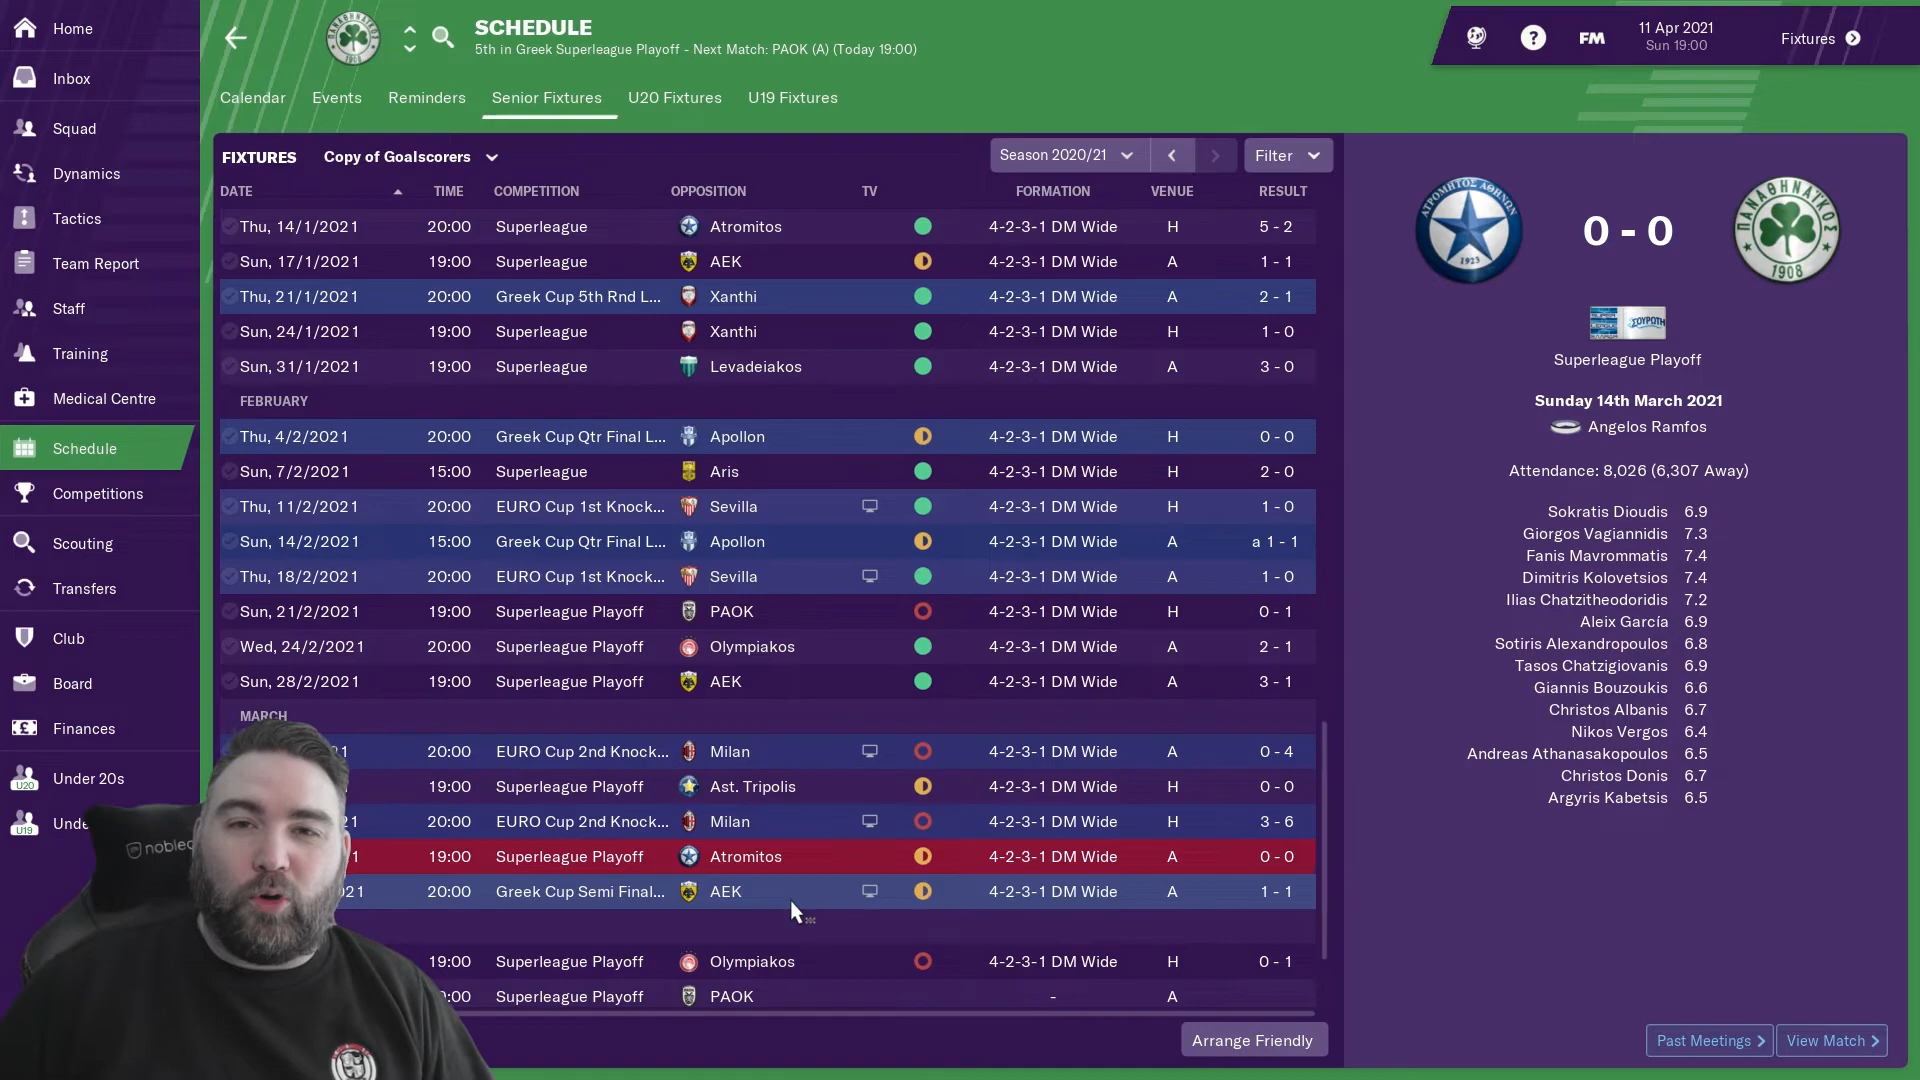 Home
Inbox
Squad
Dynamics
Tactics
Team Report
Staff
Training
Medical Centre
Schedule
Competitions
Scouting
Transfers
Club
Board
Finances
U20 Under 20s
U19
SCHEDULE
5th in Greek Superleague Playoff - Next Match: PAOK (A) (Today 19:00)
? FM 11 Apr 2021
Sun 19:00
Fixtures
Calendar Events Reminders Senior Fixtures U20 Fixtures U19 Fixtures
FIXTURES Copy of Goalscorers Season 2020/21 Filter
DATE TIME COMPETITION OPPOSITION TV FORMATION VENUE RESULT
Thu, 14/1/2021 20:00 Superleague Atromitos 4-2-3-1 DM Wide H 5 - 2
Sun, 17/1/2021 19:00 Superleague AEK 4-2-3-1 DM Wide A 1 - 1
Thu, 21/1/2021 20:00 Greek Cup 5th Rnd L... Xanthi 4-2-3-1 DM Wide A 2 - 1
Sun, 24/1/2021 19:00 Superleague Xanthi 4-2-3-1 DM Wide H 1 - 0
Sun, 31/1/2021 19:00 Superleague Levadeiakos 4-2-3-1 DM Wide A 3 - 0
FEBRUARY
Thu, 4/2/2021 20:00 Greek Cup Qtr Final L... Apollon 4-2-3-1 DM Wide H 0 - 0
Sun, 7/2/2021 15:00 Superleague Aris 4-2-3-1 DM Wide H 2 - 0
Thu, 11/2/2021 20:00 EURO Cup 1st Knock... Sevilla 4-2-3-1 DM Wide H 1 - 0
Sun, 14/2/2021 15:00 Greek Cup Qtr Final L... Apollon 4-2-3-1 DM Wide A a 1 - 1
Thu, 18/2/2021 20:00 EURO Cup 1st Knock... Sevilla 4-2-3-1 DM Wide A 1 - 0
Sun, 21/2/2021 19:00 Superleague Playoff PAOK 4-2-3-1 DM Wide H 0 - 1
Wed, 24/2/2021 20:00 Superleague Playoff Olympiakos 4-2-3-1 DM Wide A 2 - 1
Sun, 28/2/2021 19:00 Superleague Playoff AEK 4-2-3-1 DM Wide A 3 - 1
MARCH
20:00 EURO Cup 2nd Knock... Milan 4-2-3-1 DM Wide A 0 - 4
19:00 Superleague Playoff Ast. Tripolis 4-2-3-1 DM Wide H 0 - 0
20:00 EURO Cup 2nd Knock... Milan 4-2-3-1 DM Wide H 3 - 6
19:00 Superleague Playoff Atromitos 4-2-3-1 DM Wide A 0 - 0
20:00 Greek Cup Semi Final... AEK 4-2-3-1 DM Wide A 1 - 1
19:00 Superleague Playoff Olympiakos 4-2-3-1 DM Wide H 0 - 1
Superleague Playoff PAOK - A
Arrange Friendly
ΑΤΡΟΜΗΤΟΣ ΑΘΗΝΩΝ
1923
0 - 0
ΠΑΝΑΘΗΝΑΪΚΟΣ
1908
ΣΟΥΡΩΤΗ
Superleague Playoff
Sunday 14th March 2021
Angelos Ramfos
Attendance: 8,026 (6,307 Away)
Sokratis Dioudis 6.9
Giorgos Vagiannidis 7.3
Fanis Mavrommatis 7.4
Dimitris Kolovetsios 7.4
Ilias Chatzitheodoridis 7.2
Aleix García 6.9
Sotiris Alexandropoulos 6.8
Tasos Chatzigiovanis 6.9
Giannis Bouzoukis 6.6
Christos Albanis 6.7
Nikos Vergos 6.4
Andreas Athanasakopoulos 6.5
Christos Donis 6.7
Argyris Kabetsis 6.5
Past Meetings View Match